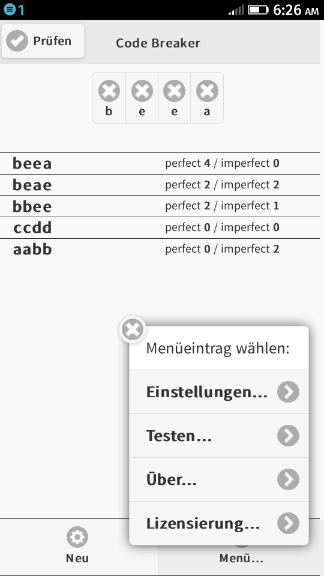 1 6:26 AM
Prüfen Code Breaker
b e e a
beea perfect 4 / imperfect 0
beae perfect 2 / imperfect 2
bbee perfect 2 / imperfect 1
ccdd perfect 0 / imperfect 0
aabb perfect 0 / imperfect 2
Menüeintrag wählen:
Einstellungen...
Testen...
Über...
Lizensierung...
Neu Menü...